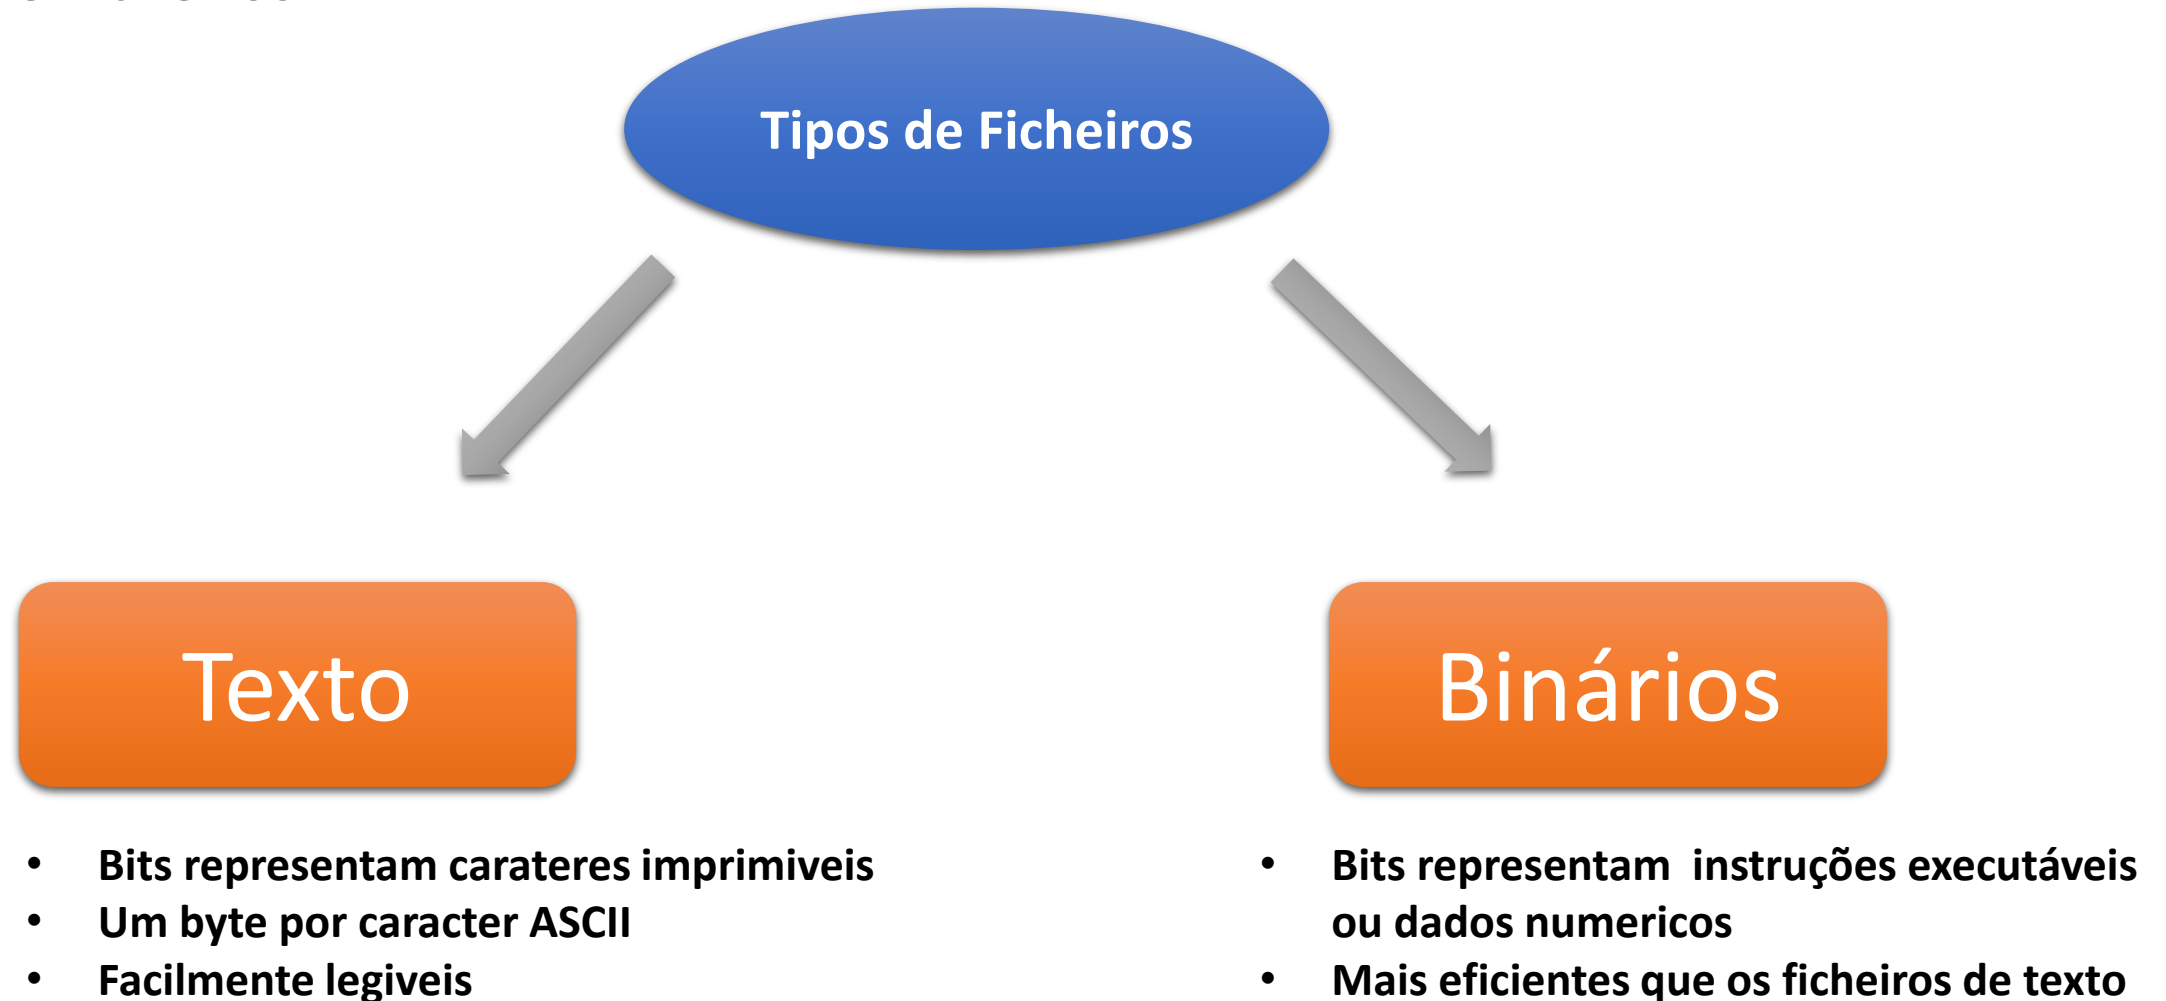 Tipos de Ficheiros
Texto
• Bits representam carateres imprimiveis
• Um byte por caracter ASCII
• Facilmente legiveis
Binários
• Bits representam instruções executáveis
ou dados numericos
• Mais eficientes que os ficheiros de texto